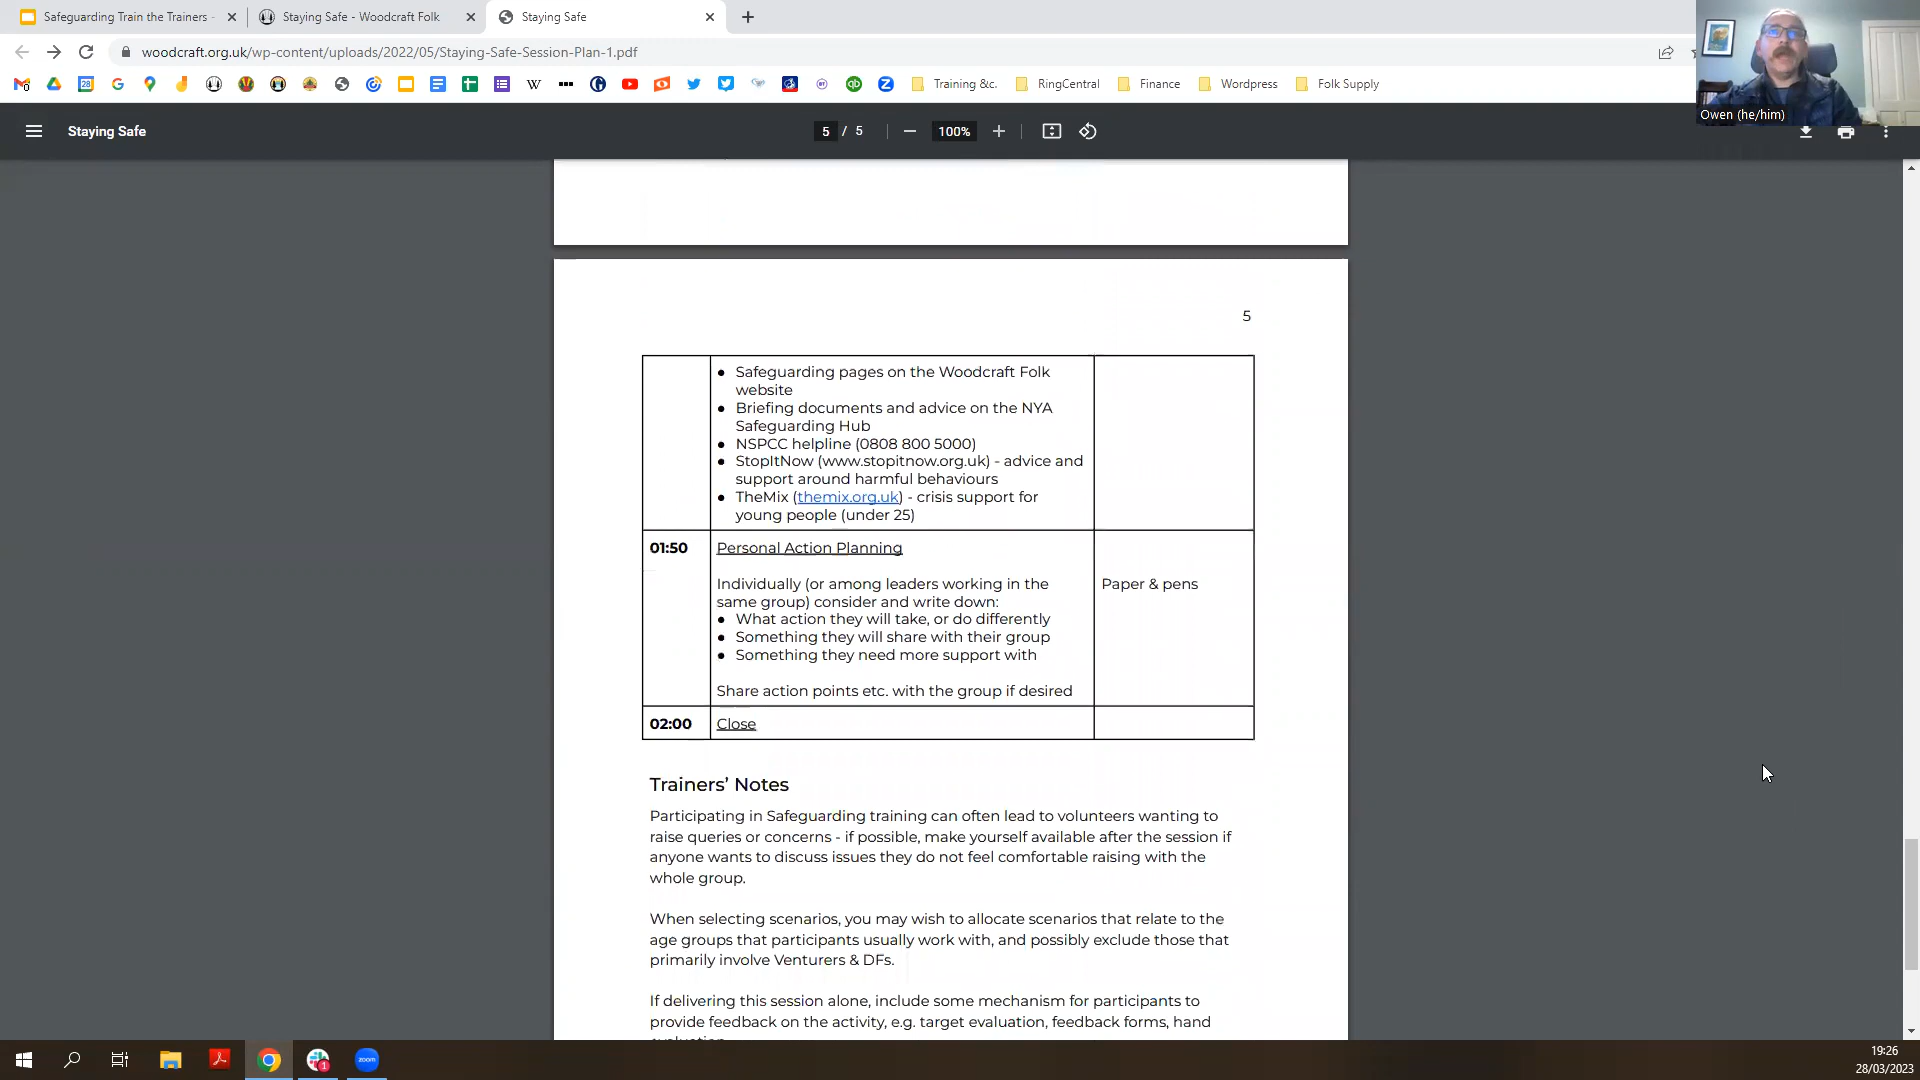 Safeguarding Train the Trainers -
Staying Safe - Woodcraft Folk
Staying Safe
woodcraft.org.uk/wp-content/uploads/2022/05/Staying-Safe-Session-Plan-1.pdf
Training &c.
RingCentral
Finance
Wordpress
Folk Supply
Owen (he/him)
Staying Safe
5 / 5
100%
5
● Safeguarding pages on the Woodcraft Folk
website
● Briefing documents and advice on the NYA
Safeguarding Hub
● NSPCC helpline (0808 800 5000)
● StopItNow (www.stopitnow.org.uk) - advice and
support around harmful behaviours
● TheMix (themix.org.uk) - crisis support for
young people (under 25)
01:50
Personal Action Planning
Individually (or among leaders working in the
same group) consider and write down:
● What action they will take, or do differently
● Something they will share with their group
● Something they need more support with
Share action points etc. with the group if desired
Paper & pens
02:00
Close
Trainers’ Notes
Participating in Safeguarding training can often lead to volunteers wanting to
raise queries or concerns - if possible, make yourself available after the session if
anyone wants to discuss issues they do not feel comfortable raising with the
whole group.
When selecting scenarios, you may wish to allocate scenarios that relate to the
age groups that participants usually work with, and possibly exclude those that
primarily involve Venturers & DFs.
If delivering this session alone, include some mechanism for participants to
provide feedback on the activity, e.g. target evaluation, feedback forms, hand
zoom
19:26
28/03/2023